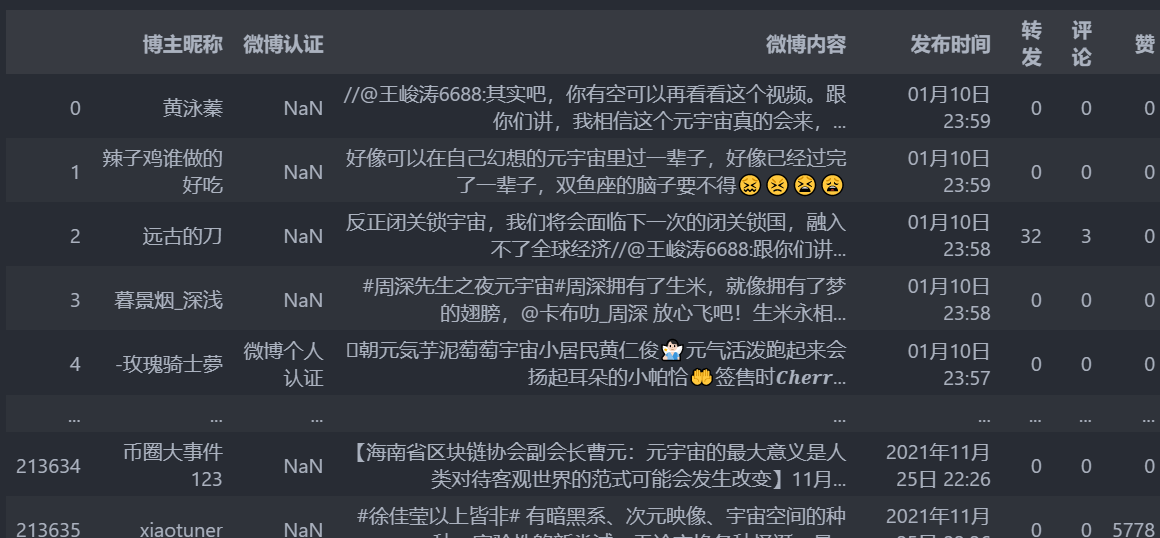 博主昵称 微博认证 微博内容 发布时间 转发 评论 赞
0 黄泳蓁 NaN //@王峻涛6688:其实吧，你有空可以再看看这个视频。跟 01月10日 0 0 0
你们讲，我相信这个元宇宙真的会来，... 23:59
1 辣子鸡谁做的 NaN 好像可以在自己幻想的元宇宙里过一辈子，好像已经过完 01月10日 0 0 0
好吃 了一辈子，双鱼座的脑子要不得😖😣😫😩 23:59
2 远古的刀 NaN 反正闭关锁宇宙，我们将会面临下一次的闭关锁国，融入 01月10日 32 3 0
不了全球经济//@王峻涛6688:跟你们讲... 23:58
3 暮景烟_深浅 NaN #周深先生之夜元宇宙#周深拥有了生米，就像拥有了梦 01月10日 0 0 0
的翅膀，@卡布叻_周深 放心飞吧！生米永相... 23:58
4 -玫瑰骑士夢 微博个人 朝元気芋泥萄萄宇宙小居民黄仁俊🧚🏻‍♂️元气活泼跑起来会 01月10日 0 0 0
认证 扬起耳朵的小帕恰🤲签售时Cherr... 23:57
... ... ... ... ... ... ... ...
213634 币圈大事件 NaN 【海南省区块链协会副会长曹元：元宇宙的最大意义是人 2021年11月 0 0 0
123 类对待客观世界的范式可能会发生改变】11月... 25日 22:26
213635 xiaotuner NaN #徐佳莹以上皆非# 有暗黑系、次元映像、宇宙空间的种 2021年11月 0 0 5778